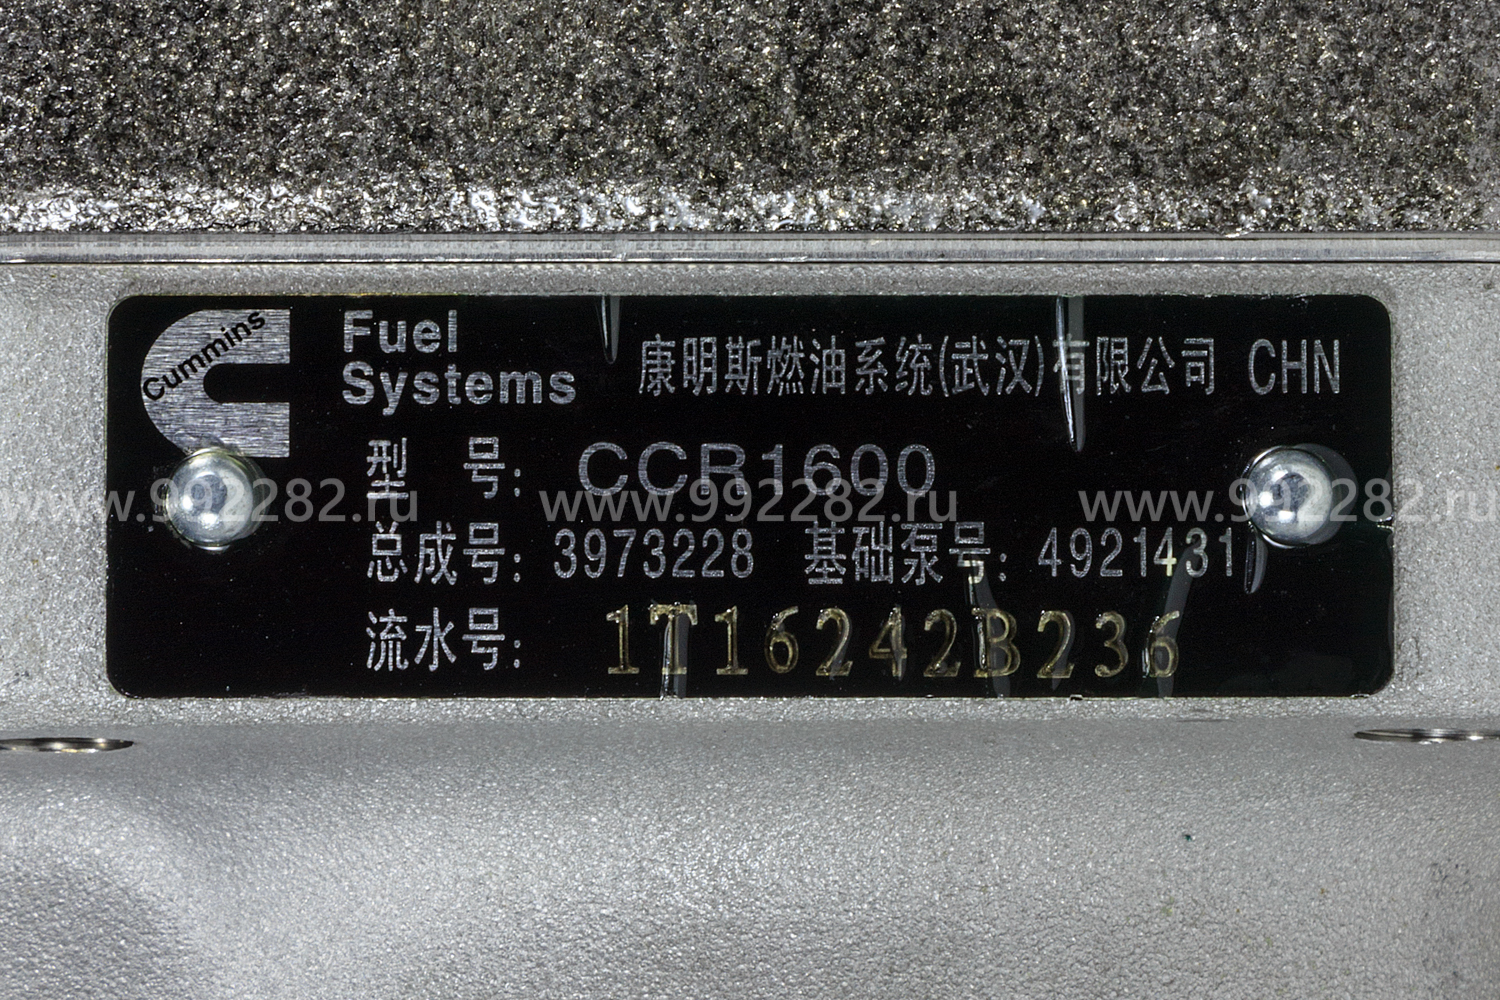 Cummins
Fuel
Systems
康明斯燃油系统(武汉)有限公司 CHN
型 号: CCR1600
www.992282.ru www.992282.ru www.992282.ru
总成号: 3973228 基础泵号: 4921431
流水号: 1T16242B236